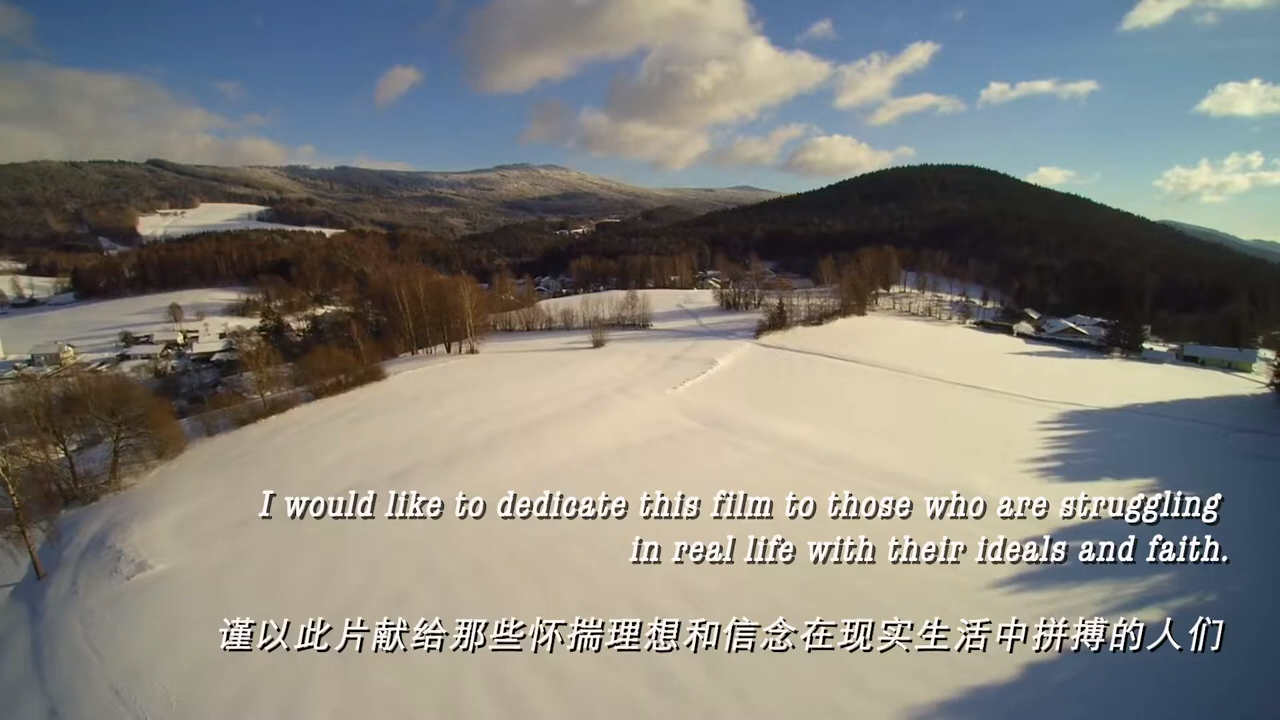 I would like to dedicate this film to those who are struggling
in real life with their ideals and faith.
谨以此片献给那些怀揣理想和信念在现实生活中拼搏的人们